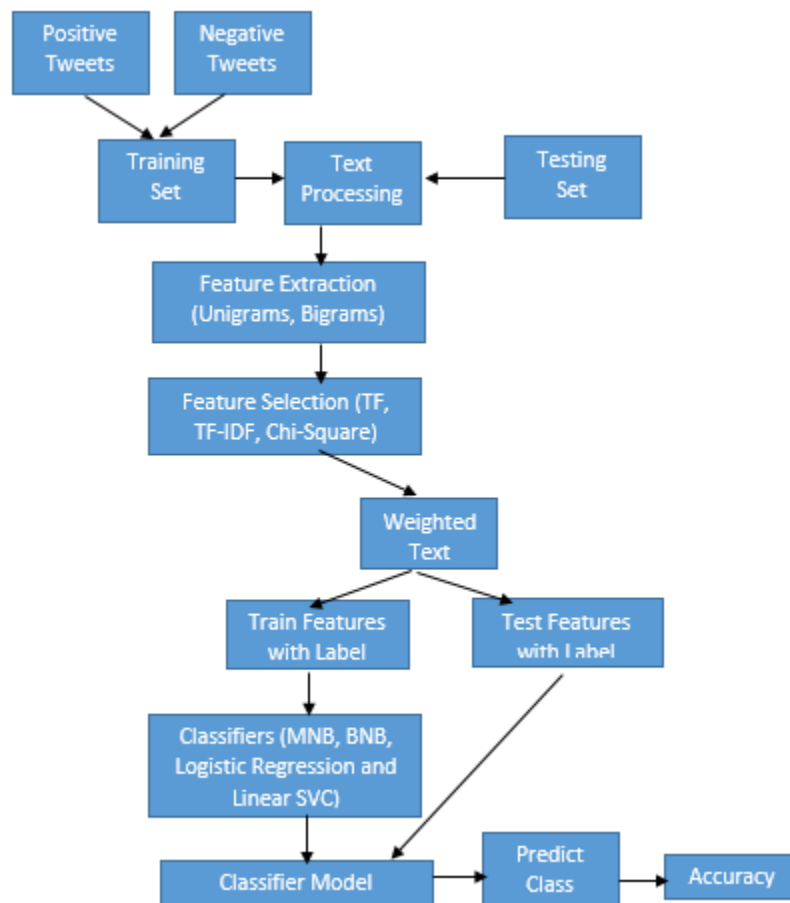 Positive
Tweets
Negative
Tweets
Training
Set
Text
Processing
Testing
Set
Feature Extraction
(Unigrams, Bigrams)
Feature Selection (TF,
TF-IDF, Chi-Square)
Weighted
Text
Train Features
with Label
Test Features
with Label
Classifiers (MNB, BNB,
Logistic Regression and
Linear SVC)
Classifier Model
Predict
Class
Accuracy